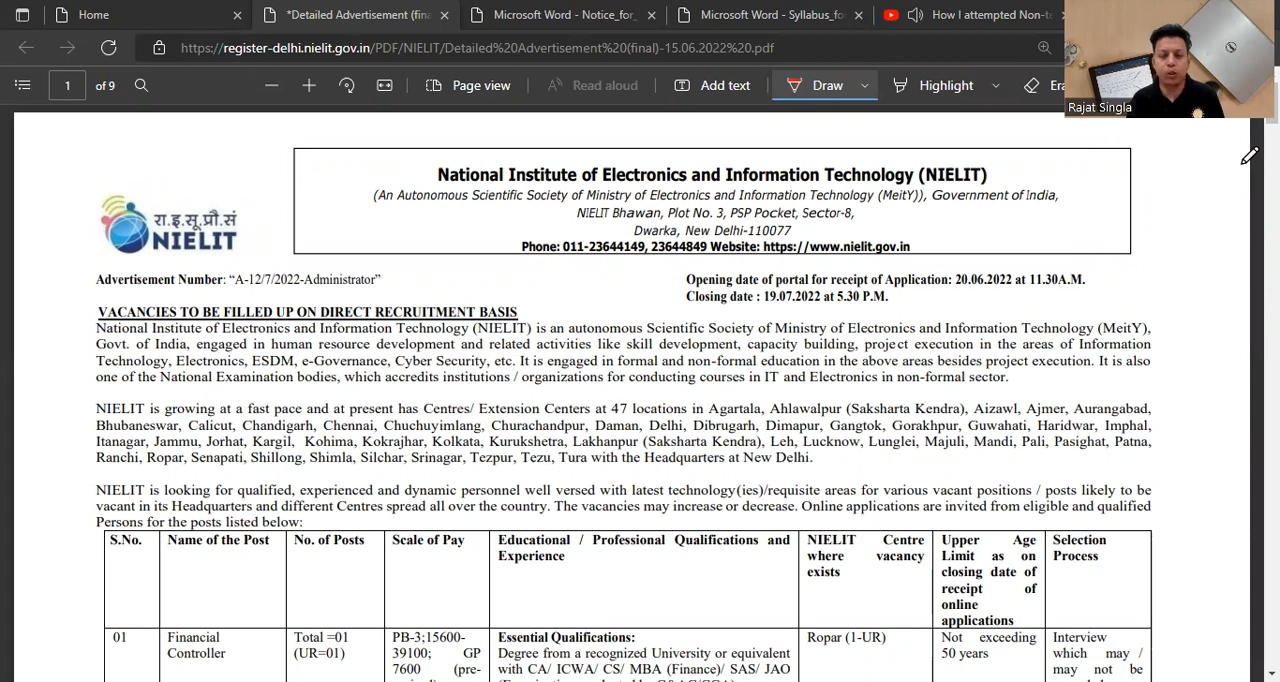 Home
*Detailed Advertisement (fin
Microsoft Word - Notice_for_
Microsoft Word - Syllabus_for_
How I attempted Non-t
https://register-delhi.nielit.gov.in/PDF/NIELIT/Detailed%20Advertisement%20(final)-15.06.2022%20.pdf
1 of 9
Page view
Read aloud
Add text
Draw
Highlight
Era
Rajat Singla
National Institute of Electronics and Information Technology (NIELIT)
(An Autonomous Scientific Society of Ministry of Electronics and Information Technology (MeitY)), Government of India,
NIELIT Bhawan, Plot No. 3, PSP Pocket, Sector-8,
Dwarka, New Delhi-110077
Phone: 011-23644149, 23644849 Website: https://www.nielit.gov.in
रा.इ.सू.प्रौ.सं
NIELIT
Advertisement Number: “A-12/7/2022-Administrator”
Opening date of portal for receipt of Application: 20.06.2022 at 11.30A.M.
Closing date : 19.07.2022 at 5.30 P.M.
VACANCIES TO BE FILLED UP ON DIRECT RECRUITMENT BASIS
National Institute of Electronics and Information Technology (NIELIT) is an autonomous Scientific Society of Ministry of Electronics and Information Technology (MeitY),
Govt. of India, engaged in human resource development and related activities like skill development, capacity building, project execution in the areas of Information
Technology, Electronics, ESDM, e-Governance, Cyber Security, etc. It is engaged in formal and non-formal education in the above areas besides project execution. It is also
one of the National Examination bodies, which accredits institutions / organizations for conducting courses in IT and Electronics in non-formal sector.
NIELIT is growing at a fast pace and at present has Centres/ Extension Centers at 47 locations in Agartala, Ahlawalpur (Saksharta Kendra), Aizawl, Ajmer, Aurangabad,
Bhubaneswar, Calicut, Chandigarh, Chennai, Chuchuyimlang, Churachandpur, Daman, Delhi, Dibrugarh, Dimapur, Gangtok, Gorakhpur, Guwahati, Haridwar, Imphal,
Itanagar, Jammu, Jorhat, Kargil, Kohima, Kokrajhar, Kolkata, Kurukshetra, Lakhanpur (Saksharta Kendra), Leh, Lucknow, Lunglei, Majuli, Mandi, Pali, Pasighat, Patna,
Ranchi, Ropar, Senapati, Shillong, Shimla, Silchar, Srinagar, Tezpur, Tezu, Tura with the Headquarters at New Delhi.
NIELIT is looking for qualified, experienced and dynamic personnel well versed with latest technology(ies)/requisite areas for various vacant positions / posts likely to be
vacant in its Headquarters and different Centres spread all over the country. The vacancies may increase or decrease. Online applications are invited from eligible and qualified
Persons for the posts listed below:
S.No.
Name of the Post
No. of Posts
Scale of Pay
Educational / Professional Qualifications and
Experience
NIELIT Centre
where vacancy
exists
Upper Age
Limit as on
closing date of
receipt of
online
applications
Selection
Process
01
Financial
Controller
Total =01
(UR=01)
PB-3;15600-
39100; GP
7600 (pre-
Essential Qualifications:
Degree from a recognized University or equivalent
with CA/ ICWA/ CS/ MBA (Finance)/ SAS/ JAO
Ropar (1-UR)
Not exceeding
50 years
Interview
which may /
may not be